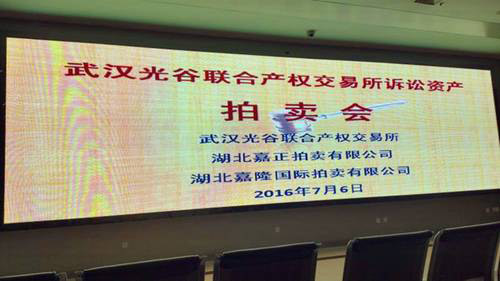 武汉光谷联合产权交易所诉讼资产
拍卖会
武汉光谷联合产权交易所
湖北嘉正拍卖有限公司
湖北嘉隆国际拍卖有限公司
2016年7月6日